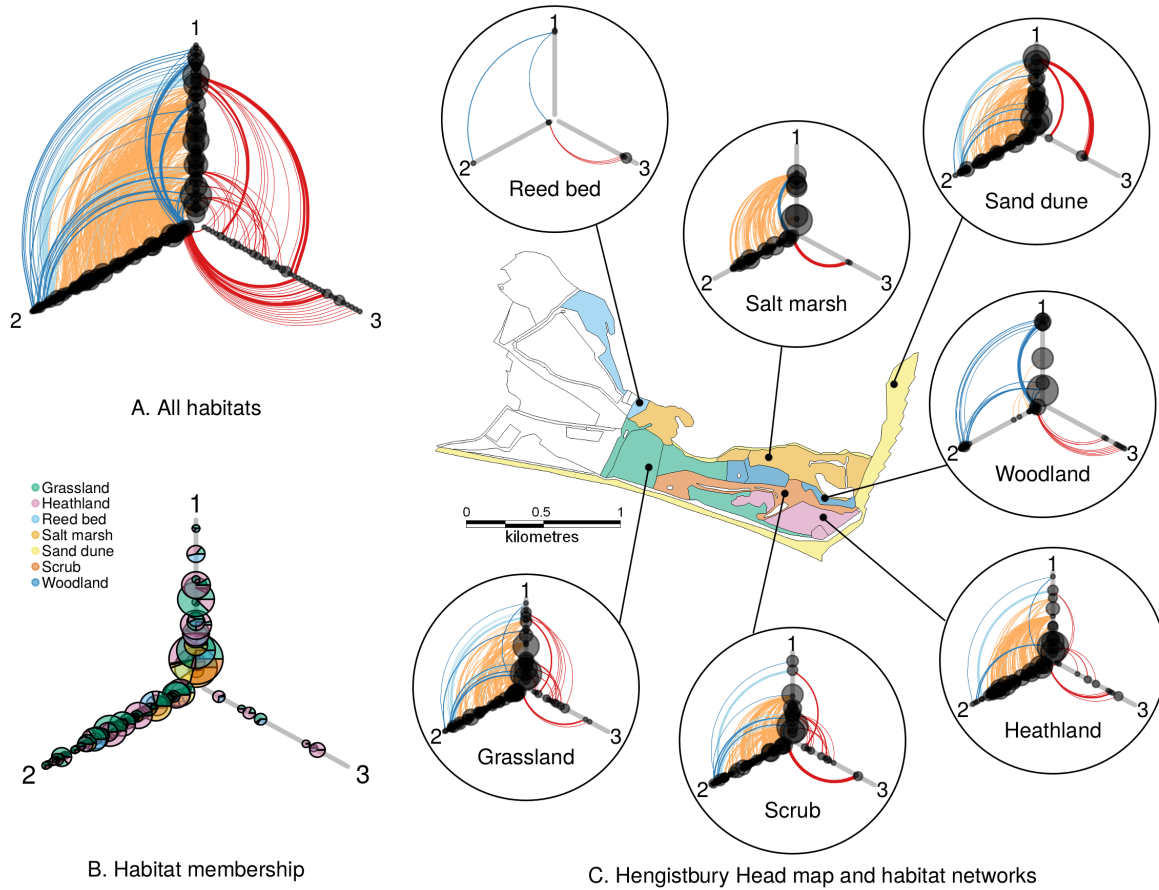 1
2
3
A. All habitats
Grassland
Heathland
Reed bed
Salt marsh
Sand dune
Scrub
Woodland
1
2
3
B. Habitat membership
1
2
3
Reed bed
1
2
3
Salt marsh
1
2
3
Sand dune
1
2
3
Woodland
0 0.5 1
kilometres
1
2
3
Grassland
1
2
3
Scrub
1
2
3
Heathland
C. Hengistbury Head map and habitat networks